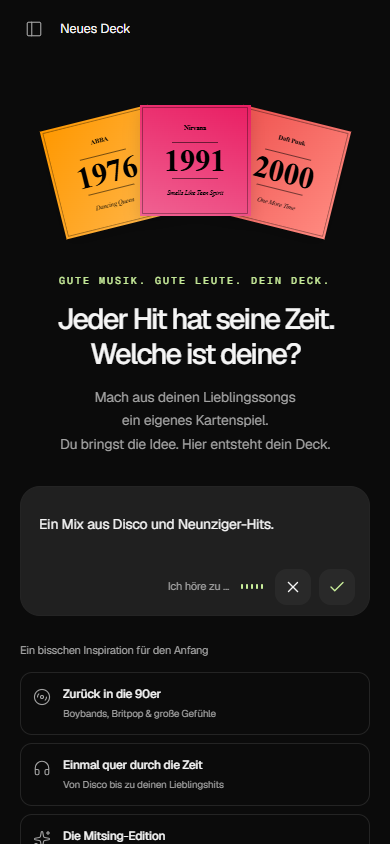 Neues Deck
ABBA
1976
Dancing Queen
Nirvana
1991
Smells Like Teen Spirit
Daft Punk
2000
One More Time
GUTE MUSIK. GUTE LEUTE. DEIN DECK.
Jeder Hit hat seine Zeit.
Welche ist deine?
Mach aus deinen Lieblingssongs
ein eigenes Kartenspiel.
Du bringst die Idee. Hier entsteht dein Deck.
Ein Mix aus Disco und Neunziger-Hits.
Ich höre zu ...
Ein bisschen Inspiration für den Anfang
Zurück in die 90er
Boybands, Britpop & große Gefühle
Einmal quer durch die Zeit
Von Disco bis zu deinen Lieblingshits
Die Mitsing-Edition